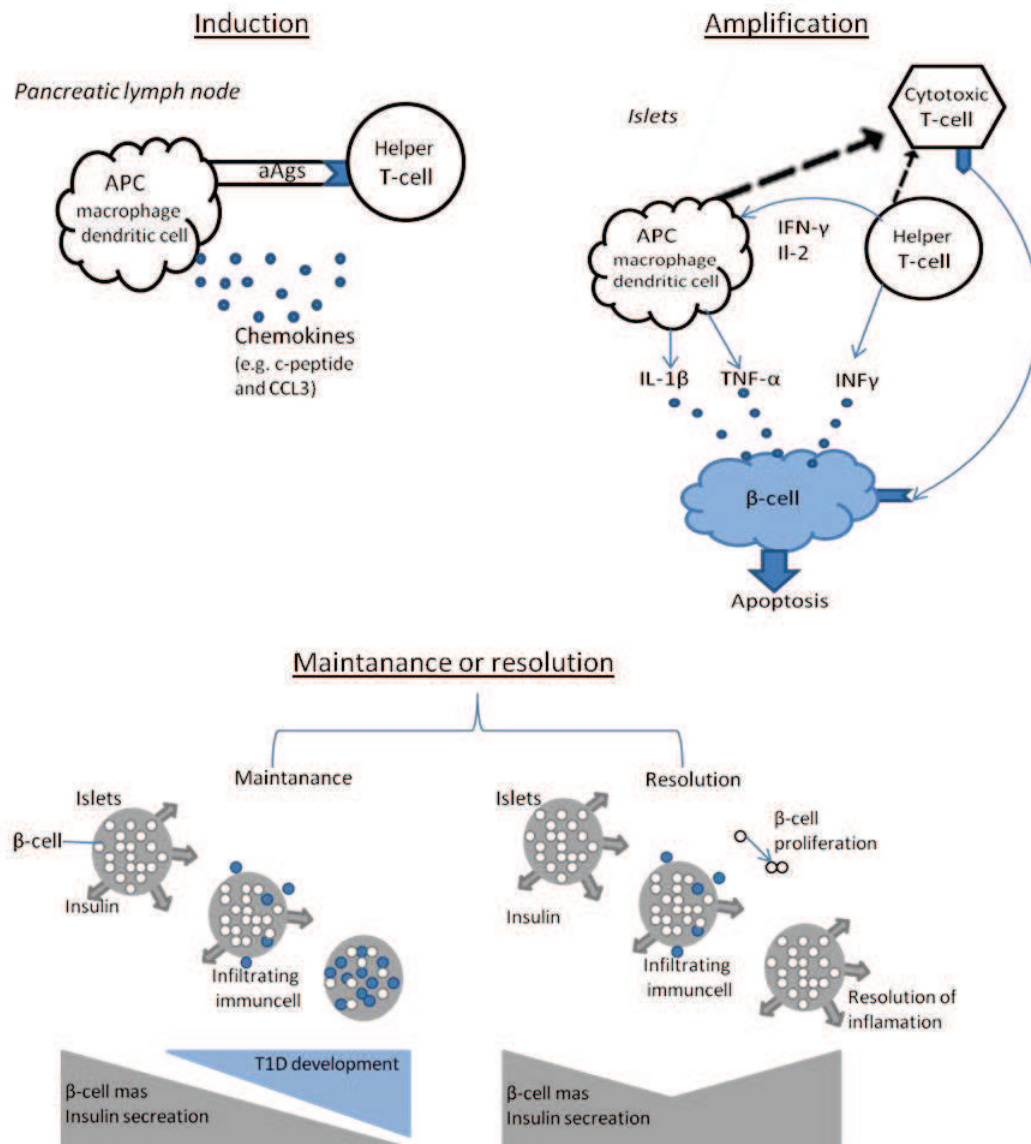 Induction
Pancreatic lymph node
APC
macrophage
dendritic cell
aAgs
Helper
T-cell
Chemokines
(e.g. c-peptide
and CCL3)
Amplification
Islets
Cytotoxic
T-cell
APC
macrophage
dendritic cell
IFN-γ
Il-2
Helper
T-cell
IL-1β
TNF-α
INFγ
β-cell
Apoptosis
Maintanance or resolution
Maintanance
Islets
β-cell
Insulin
Infiltrating
immuncell
T1D development
β-cell mas
Insulin secreation
Resolution
Islets
β-cell
proliferation
Insulin
Infiltrating
immuncell
Resolution of
inflamation
β-cell mas
Insulin secreation